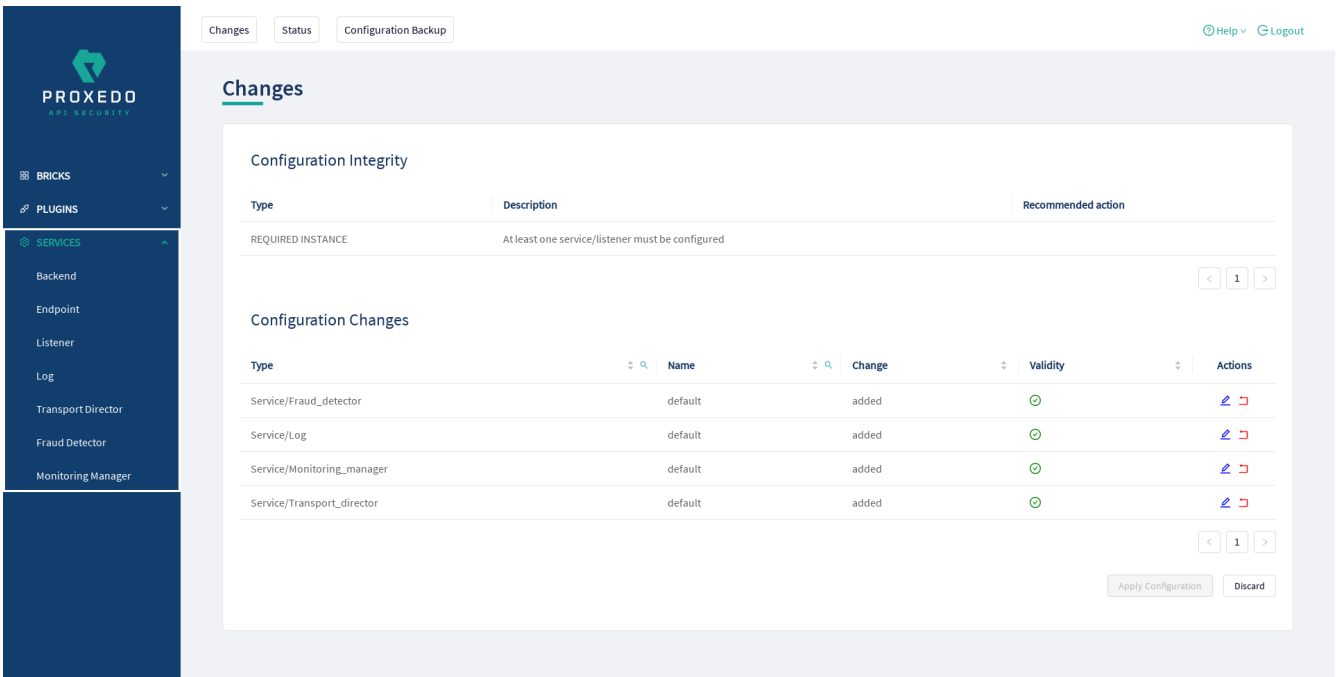 Changes Status Configuration Backup Help Logout
PROXEDO
API SECURITY
BRICKS
PLUGINS
SERVICES
Backend
Endpoint
Listener
Log
Transport Director
Fraud Detector
Monitoring Manager
Changes
Configuration Integrity
Type Description Recommended action
REQUIRED INSTANCE At least one service/listener must be configured
1
Configuration Changes
Type Name Change Validity Actions
Service/Fraud_detector default added
Service/Log default added
Service/Monitoring_manager default added
Service/Transport_director default added
1
Apply Configuration Discard